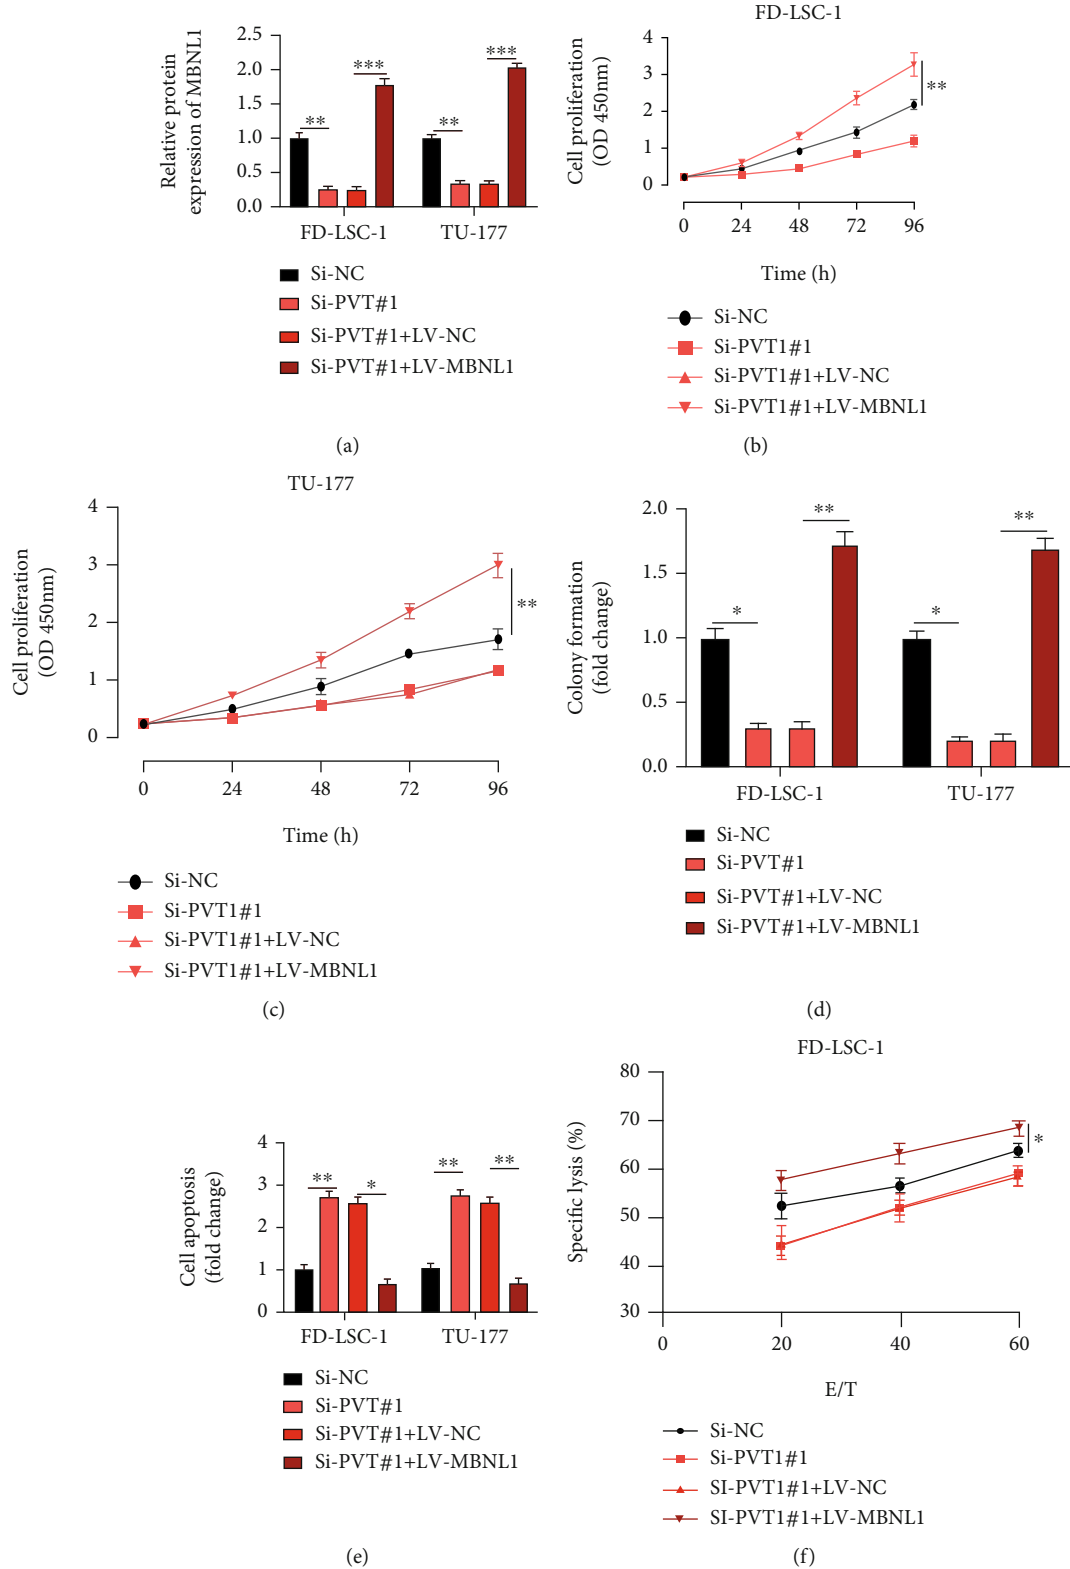 Relative protein
expression of MBNL1
2.5
2.0
1.5
1.0
0.5
0.0
**
***
**
***
FD-LSC-1
TU-177
Si-NC
Si-PVT#1
Si-PVT#1+LV-NC
Si-PVT#1+LV-MBNL1
(a)
FD-LSC-1
Cell proliferation
(OD 450nm)
4
3
2
1
0
**
0 24 48 72 96
Time (h)
Si-NC
Si-PVT1#1
Si-PVT1#1+LV-NC
Si-PVT1#1+LV-MBNL1
(b)
TU-177
Cell proliferation
(OD 450nm)
4
3
2
1
0
**
0 24 48 72 96
Time (h)
Si-NC
Si-PVT1#1
Si-PVT1#1+LV-NC
Si-PVT1#1+LV-MBNL1
(c)
Colony formation
(fold change)
2.0
1.5
1.0
0.5
0.0
*
**
*
**
FD-LSC-1
TU-177
Si-NC
Si-PVT#1
Si-PVT#1+LV-NC
Si-PVT#1+LV-MBNL1
(d)
Cell apoptosis
(fold change)
4
3
2
1
0
**
*
**
**
FD-LSC-1
TU-177
Si-NC
Si-PVT#1
Si-PVT#1+LV-NC
Si-PVT#1+LV-MBNL1
(e)
FD-LSC-1
Specific lysis (%)
80
70
60
50
40
30
*
0 20 40 60
E/T
Si-NC
Si-PVT1#1
SI-PVT1#1+LV-NC
SI-PVT1#1+LV-MBNL1
(f)